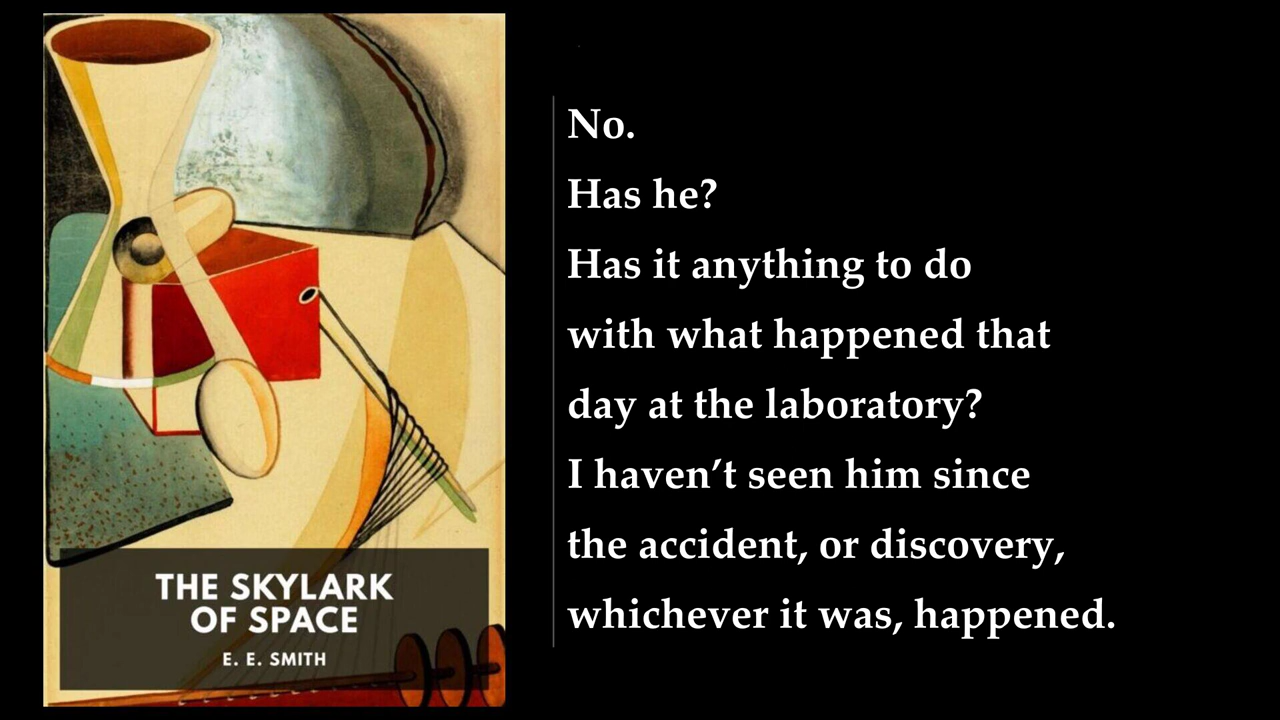 THE SKYLARK
OF SPACE
E. E. SMITH
No.
Has he?
Has it anything to do
with what happened that
day at the laboratory?
I haven’t seen him since
the accident, or discovery,
whichever it was, happened.